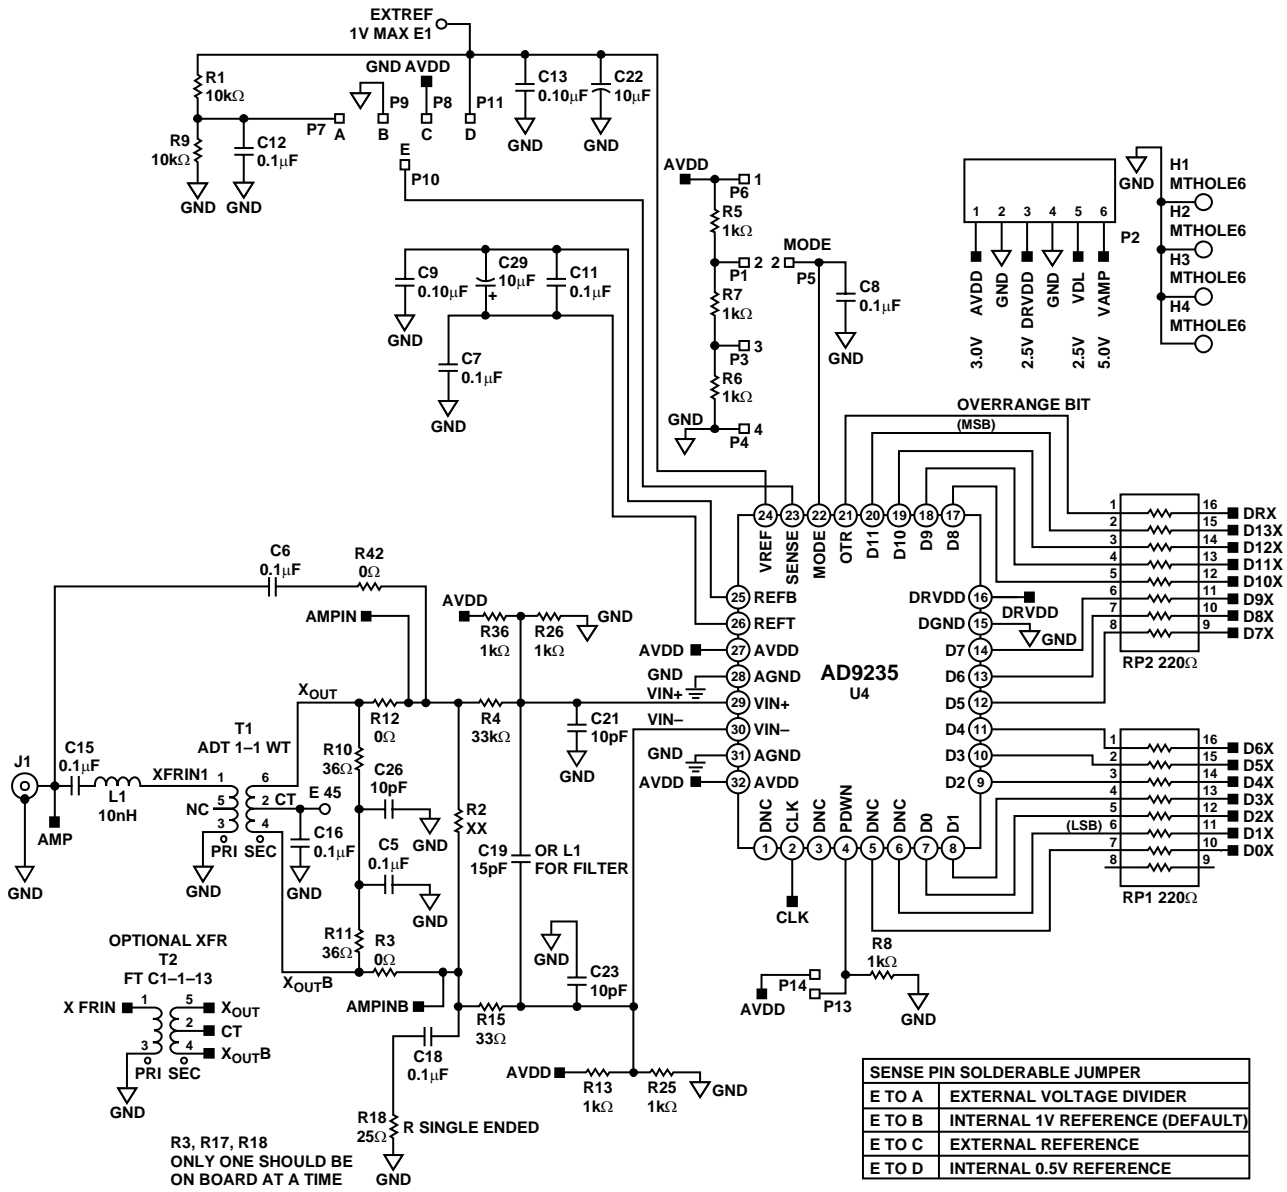 EXTREF
1V MAX E1
R1
10kΩ
GND AVDD
P9
P8
P11
C13
0.10μF
C22
10μF
P7
A
B
C
D
R9
10kΩ
C12
0.1μF
E
P10
GND
GND
GND
GND
AVDD
1
P6
R5
1kΩ
MODE
2
P1
2
P5
R7
1kΩ
C8
0.1μF
GND
3
P3
R6
1kΩ
GND
4
P4
C9
0.10μF
C29
10μF
+
C11
0.1μF
GND
C7
0.1μF
GND
1 2 3 4 5 6
P2
AVDD
GND
DRVDD
GND
VDL
VAMP
3.0V
2.5V
2.5V
5.0V
GND
H1
MTHOLE6
H2
MTHOLE6
H3
MTHOLE6
H4
MTHOLE6
OVERRANGE BIT
(MSB)
24 23 22 21 20 19 18 17
VREF
SENSE
MODE
OTR
D11
D10
D9
D8
25 REFB
26 REFT
AVDD 27 AVDD
GND 28 AGND
VIN+ 29 VIN+
VIN– 30 VIN–
GND 31 AGND
AVDD 32 AVDD
AD9235
U4
DRVDD 16
DRVDD
DGND 15
GND
D7 14
D6 13
D5 12
D4 11
D3 10
D2 9
DNC
CLK
DNC
PDWN
DNC
DNC
D0
D1
1 2 3 4 5 6 7 8
CLK
1 16 DRX
2 15 D13X
3 14 D12X
4 13 D11X
5 12 D10X
6 11 D9X
7 10 D8X
8 9 D7X
RP2 220Ω
1 16 D6X
2 15 D5X
3 14 D4X
4 13 D3X
5 12 D2X
(LSB) 6 11 D1X
7 10 D0X
8 9
RP1 220Ω
R8
1kΩ
P14
P13
AVDD
GND
C6
0.1μF
R42
0Ω
AMPIN
AVDD
R36
1kΩ
R26
1kΩ
GND
XOUT
R12
0Ω
R4
33kΩ
C21
10pF
GND
T1
ADT 1–1 WT
J1
C15
0.1μF
L1
10nH
XFRIN1
1
5
3
6
2
4
NC
CT
E 45
PRI SEC
AMP
GND
GND
C16
0.1μF
GND
R10
36Ω
C26
10pF
GND
C5
0.1μF
GND
R11
36Ω
R2
XX
C19
15pF
OR L1
FOR FILTER
R3
0Ω
XOUTB
AMPINB
GND
C23
10pF
R15
33Ω
C18
0.1μF
R18
25Ω
R SINGLE ENDED
GND
AVDD
R13
1kΩ
R25
1kΩ
GND
OPTIONAL XFR
T2
FT C1–1–13
X FRIN
1
3
5
2
4
XOUT
CT
XOUTB
PRI SEC
GND
R3, R17, R18
ONLY ONE SHOULD BE
ON BOARD AT A TIME
SENSE PIN SOLDERABLE JUMPER
E TO A EXTERNAL VOLTAGE DIVIDER
E TO B INTERNAL 1V REFERENCE (DEFAULT)
E TO C EXTERNAL REFERENCE
E TO D INTERNAL 0.5V REFERENCE